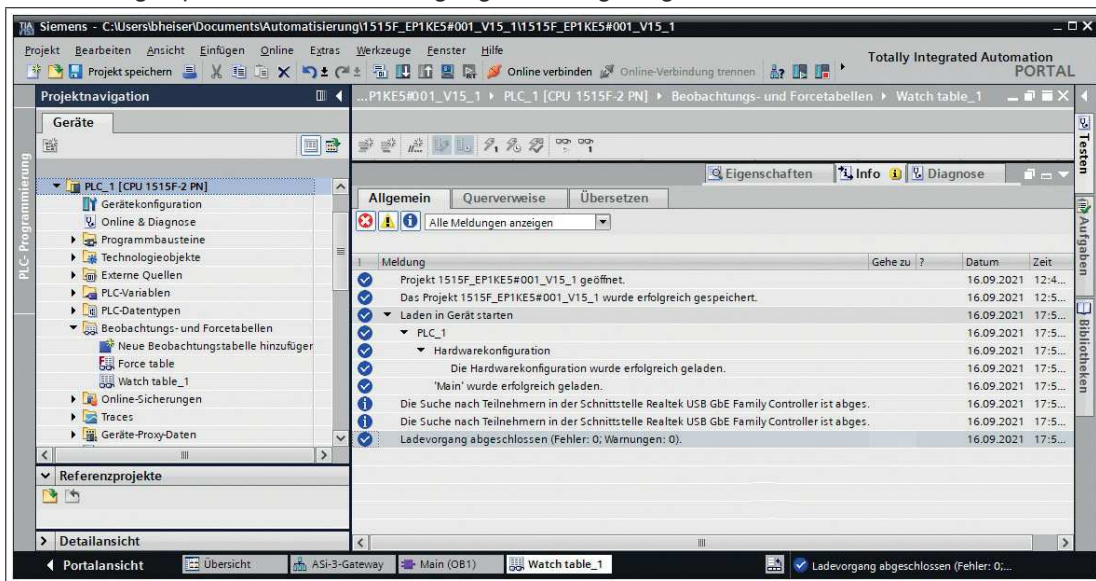 Siemens - C:\Users\bheiser\Documents\Automatisierung\1515F_EP1KE5#001_V15_1\1515F_EP1KE5#001_V15_1
Projekt Bearbeiten Ansicht Einfügen Online Extras Werkzeuge Fenster Hilfe
Totally Integrated Automation
PORTAL
Projekt speichern Online verbinden Online-Verbindung trennen
Projektnavigation
...P1KE5#001_V15_1 PLC_1 [CPU 1515F-2 PN] Beobachtungs- und Forcetabellen Watch table_1
Geräte
PLC-Programmierung
PLC_1 [CPU 1515F-2 PN]
Gerätekonfiguration
Online & Diagnose
Programmbausteine
Technologieobjekte
Externe Quellen
PLC-Variablen
PLC-Datentypen
Beobachtungs- und Forcetabellen
Neue Beobachtungstabelle hinzufüger
Force table
Watch table_1
Online-Sicherungen
Traces
Geräte-Proxy-Daten
Referenzprojekte
Detailansicht
Eigenschaften Info Diagnose
Allgemein Querverweise Übersetzen
Alle Meldungen anzeigen
! Meldung Gehe zu ? Datum Zeit
Projekt 1515F_EP1KE5#001_V15_1 geöffnet. 16.09.2021 12:4...
Das Projekt 1515F_EP1KE5#001_V15_1 wurde erfolgreich gespeichert. 16.09.2021 12:5...
Laden in Gerät starten 16.09.2021 17:5...
PLC_1 16.09.2021 17:5...
Hardwarekonfiguration 16.09.2021 17:5...
Die Hardwarekonfiguration wurde erfolgreich geladen. 16.09.2021 17:5...
'Main' wurde erfolgreich geladen. 16.09.2021 17:5...
Die Suche nach Teilnehmern in der Schnittstelle Realtek USB GbE Family Controller ist abges. 16.09.2021 17:5...
Die Suche nach Teilnehmern in der Schnittstelle Realtek USB GbE Family Controller ist abges. 16.09.2021 17:5...
Ladevorgang abgeschlossen (Fehler: 0; Warnungen: 0). 16.09.2021 17:5...
Testen
Aufgaben
Bibliotheken
Portalansicht Übersicht ASi-3-Gateway Main (OB1) Watch table_1 Ladevorgang abgeschlossen (Fehler: 0;...